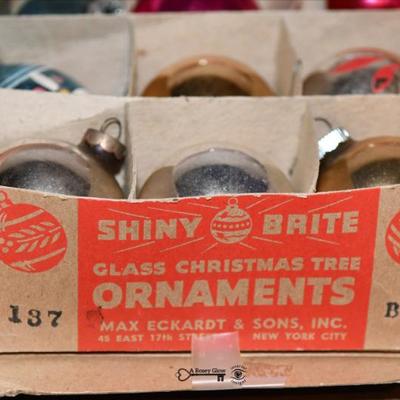 SHINY BRITE
GLASS CHRISTMAS TREE
ORNAMENTS
137
B
MAX ECKARDT & SONS, INC.
45 EAST 17th NEW YORK CITY
A Rosey Glow